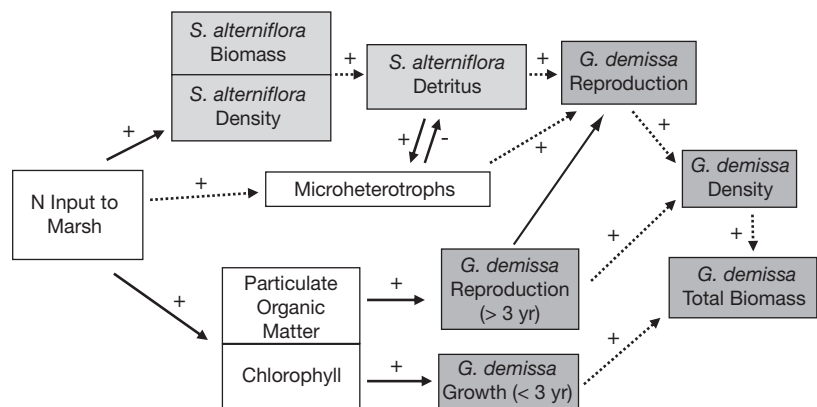 S. alterniflora
Biomass
S. alterniflora
Density
+
S. alterniflora
Detritus
+
G. demissa
Reproduction
+
+
-
+
+
G. demissa
Density
N Input to
Marsh
+
Microheterotrophs
+
+
Particulate
Organic
Matter
+
G. demissa
Reproduction
(> 3 yr)
+
G. demissa
Total Biomass
Chlorophyll
+
G. demissa
Growth (< 3 yr)
+